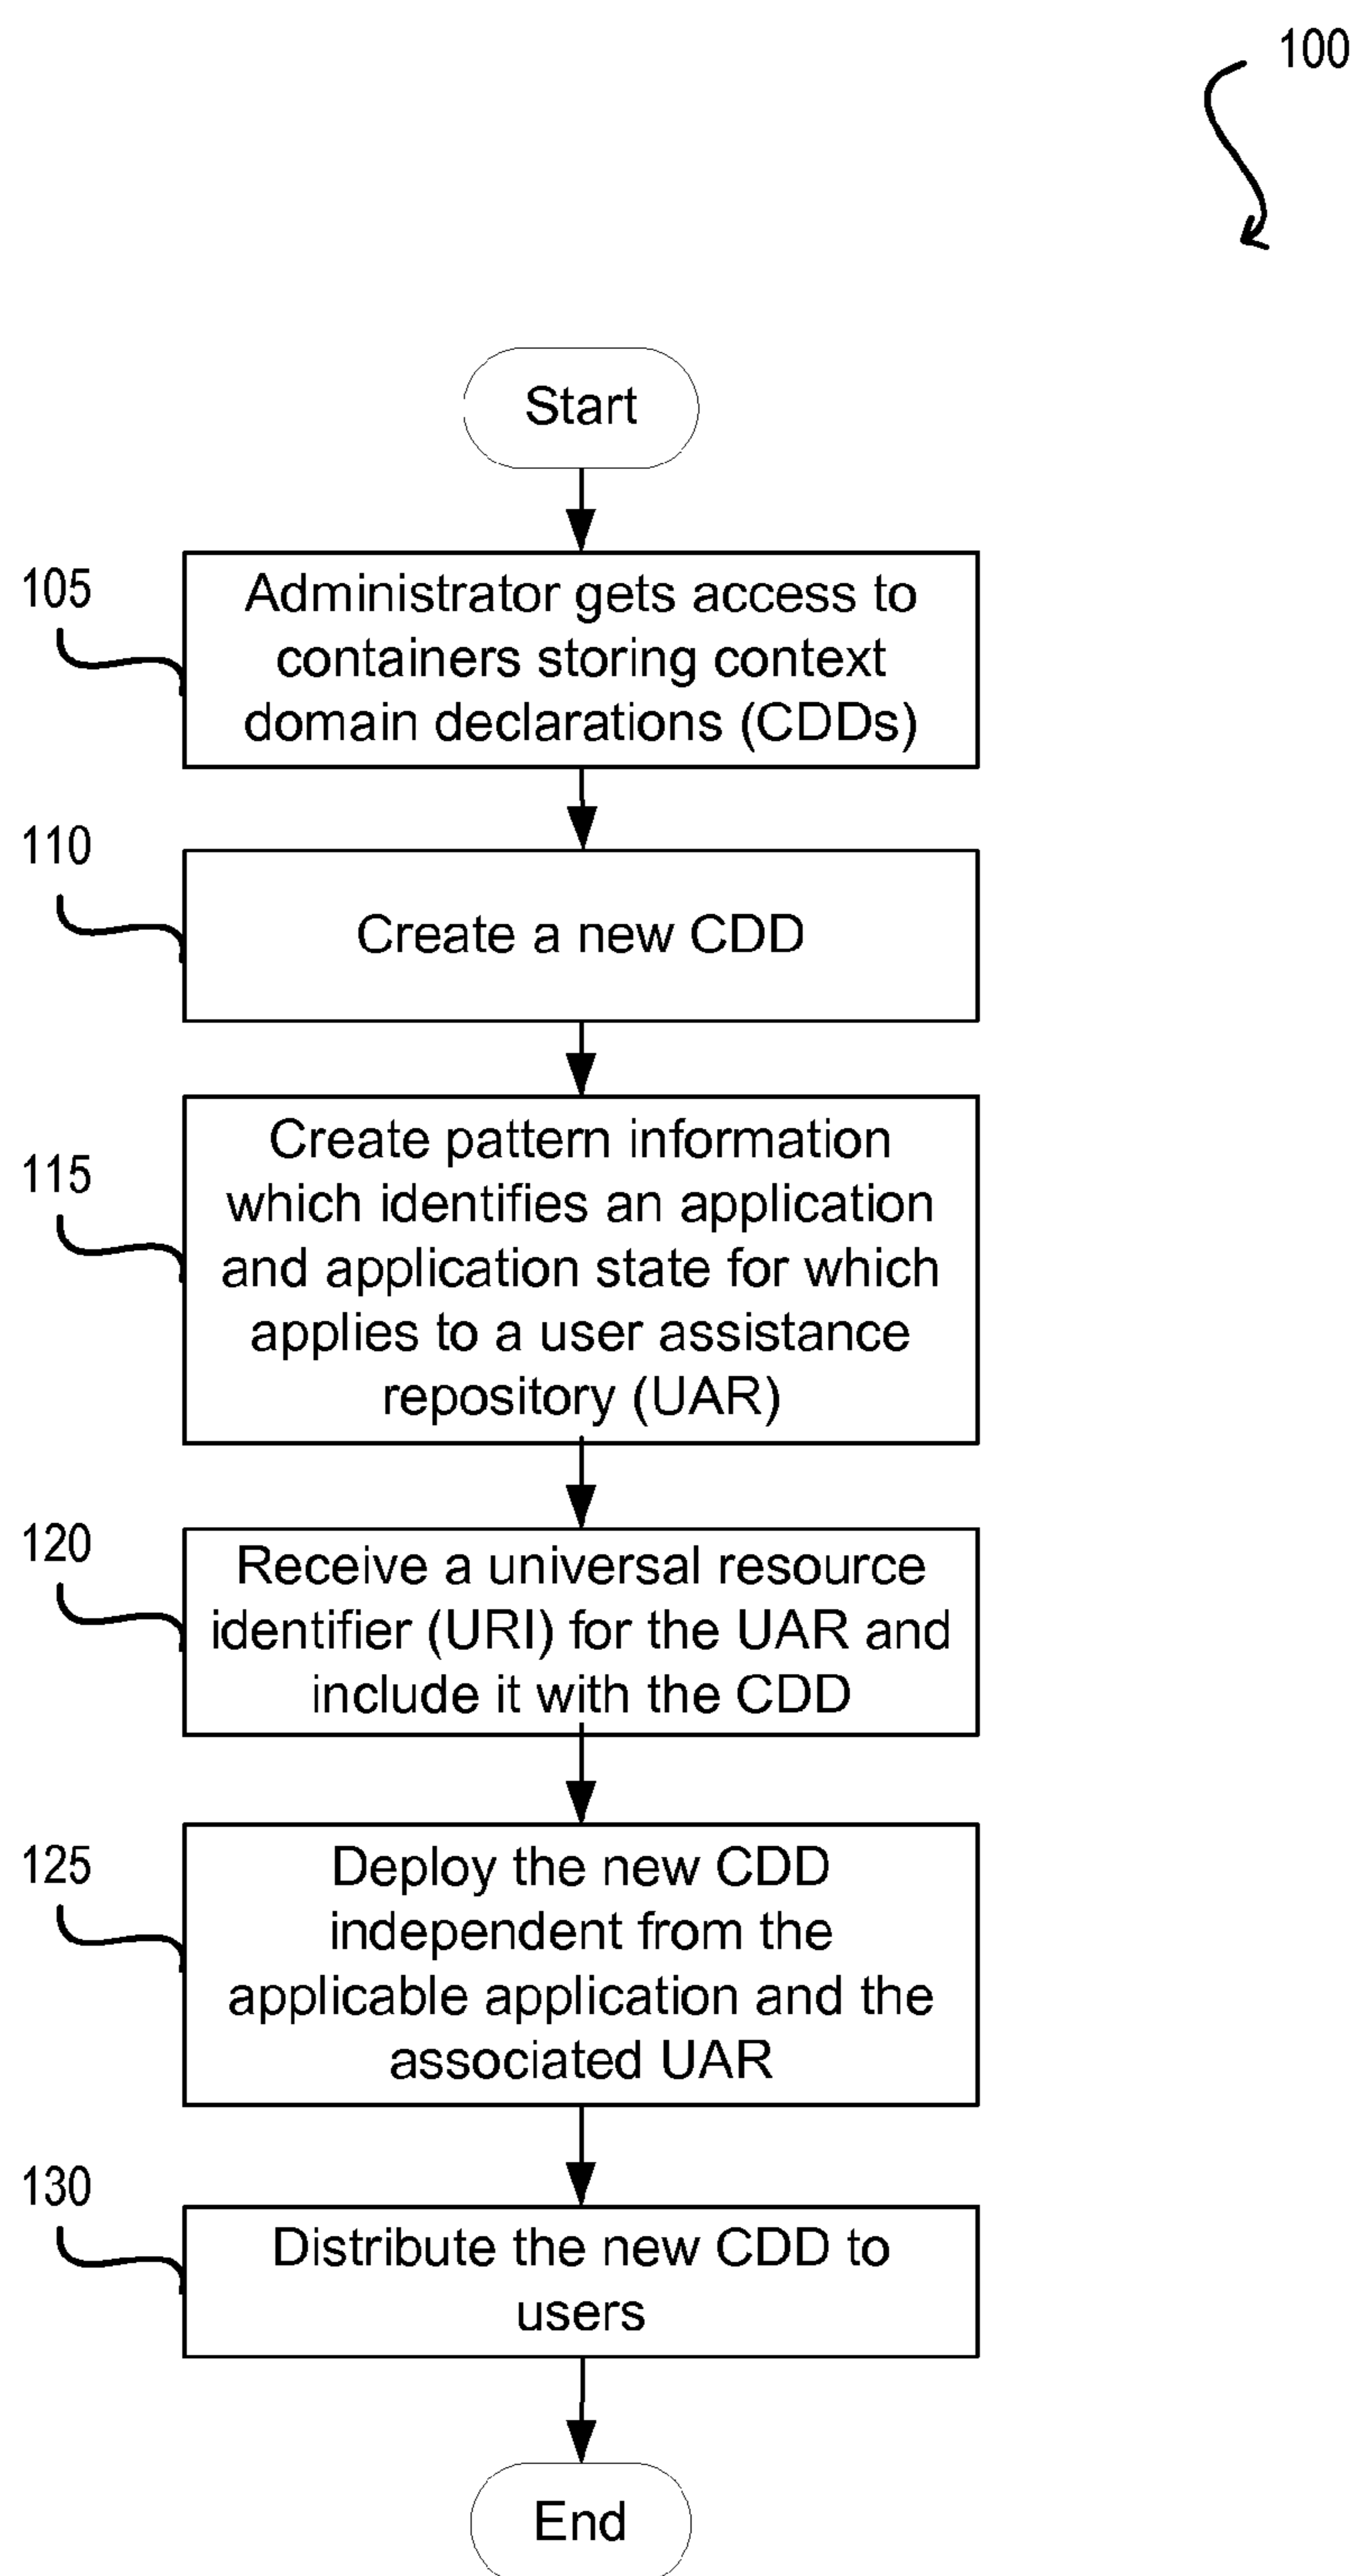 100
Start
105
Administrator gets access to
containers storing context
domain declarations (CDDs)
110
Create a new CDD
115
Create pattern information
which identifies an application
and application state for which
applies to a user assistance
repository (UAR)
120
Receive a universal resource
identifier (URI) for the UAR and
include it with the CDD
125
Deploy the new CDD
independent from the
applicable application and the
associated UAR
130
Distribute the new CDD to
users
End